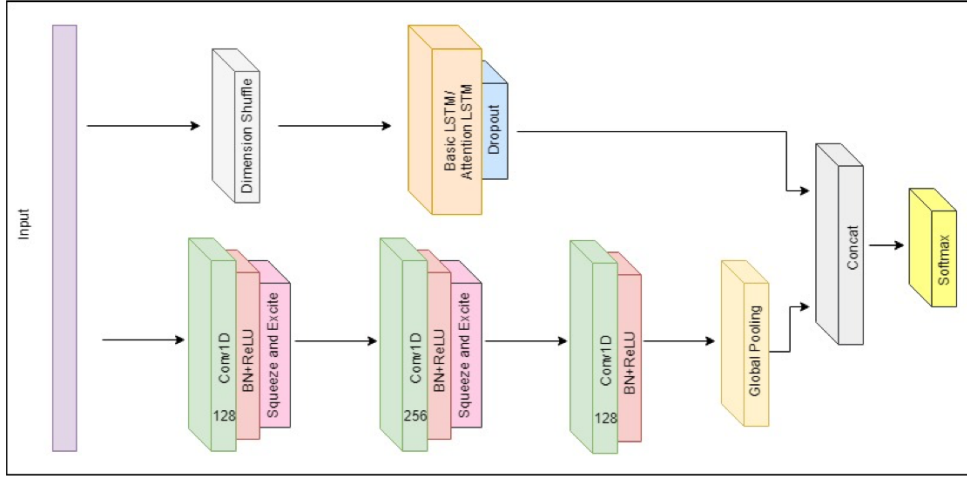 Input
Dimension Shuffle
Basic LSTM/
Attention LSTM
Dropout
Conv1D
128
BN+ReLU
Squeeze and Excite
Conv1D
256
BN+ReLU
Squeeze and Excite
Conv1D
128
BN+ReLU
Global Pooling
Concat
Softmax